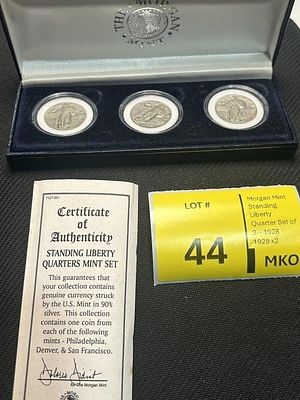 THE MORGAN
MINT
Certificate
of
Authenticity
STANDING LIBERTY
QUARTERS MINT SET
This guarantees that
your collection contains
genuine currency struck
by the U.S. Mint in 90%
silver. This collection
contains one coin from
each of the following
mints - Philadelphia,
Denver, & San Francisco.
The Morgan Mint
LOT #
44
Morgan Mint
Standing
Liberty
Quarter Set of
3 - 1928
1929 x2
MKO